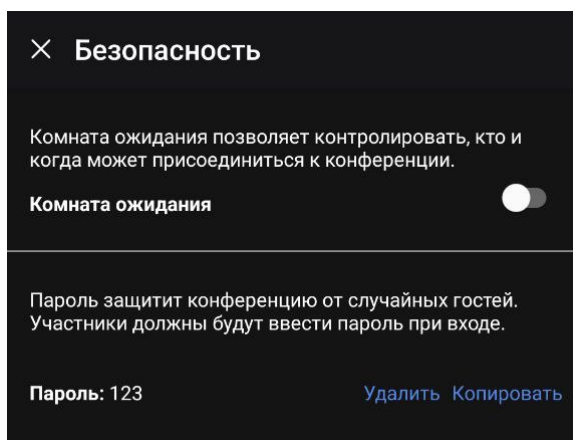 Безопасность
Комната ожидания позволяет контролировать, кто и
когда может присоединиться к конференции.
Комната ожидания
Пароль защитит конференцию от случайных гостей.
Участники должны будут ввести пароль при входе.
Пароль: 123 Удалить Копировать